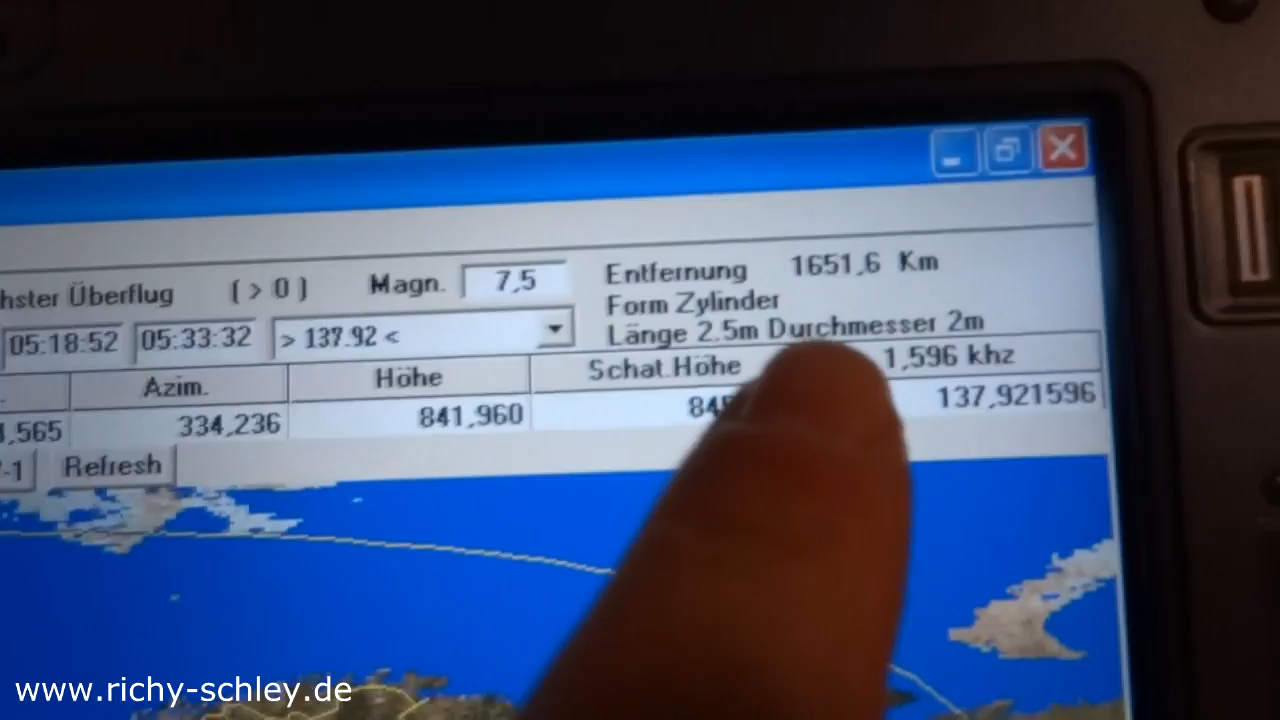 Entfernung 1651,6 Km
hster Überflug ( > 0 ) Magn. 7,5
Form Zylinder
Länge 2.5m Durchmesser 2m
05:18:52 05:33:32 > 137.92 <
Azim. Höhe Schat.Höhe 1,596 khz
,565 334,236 841,960 137,921596
-1 Refresh
www.richy-schley.de